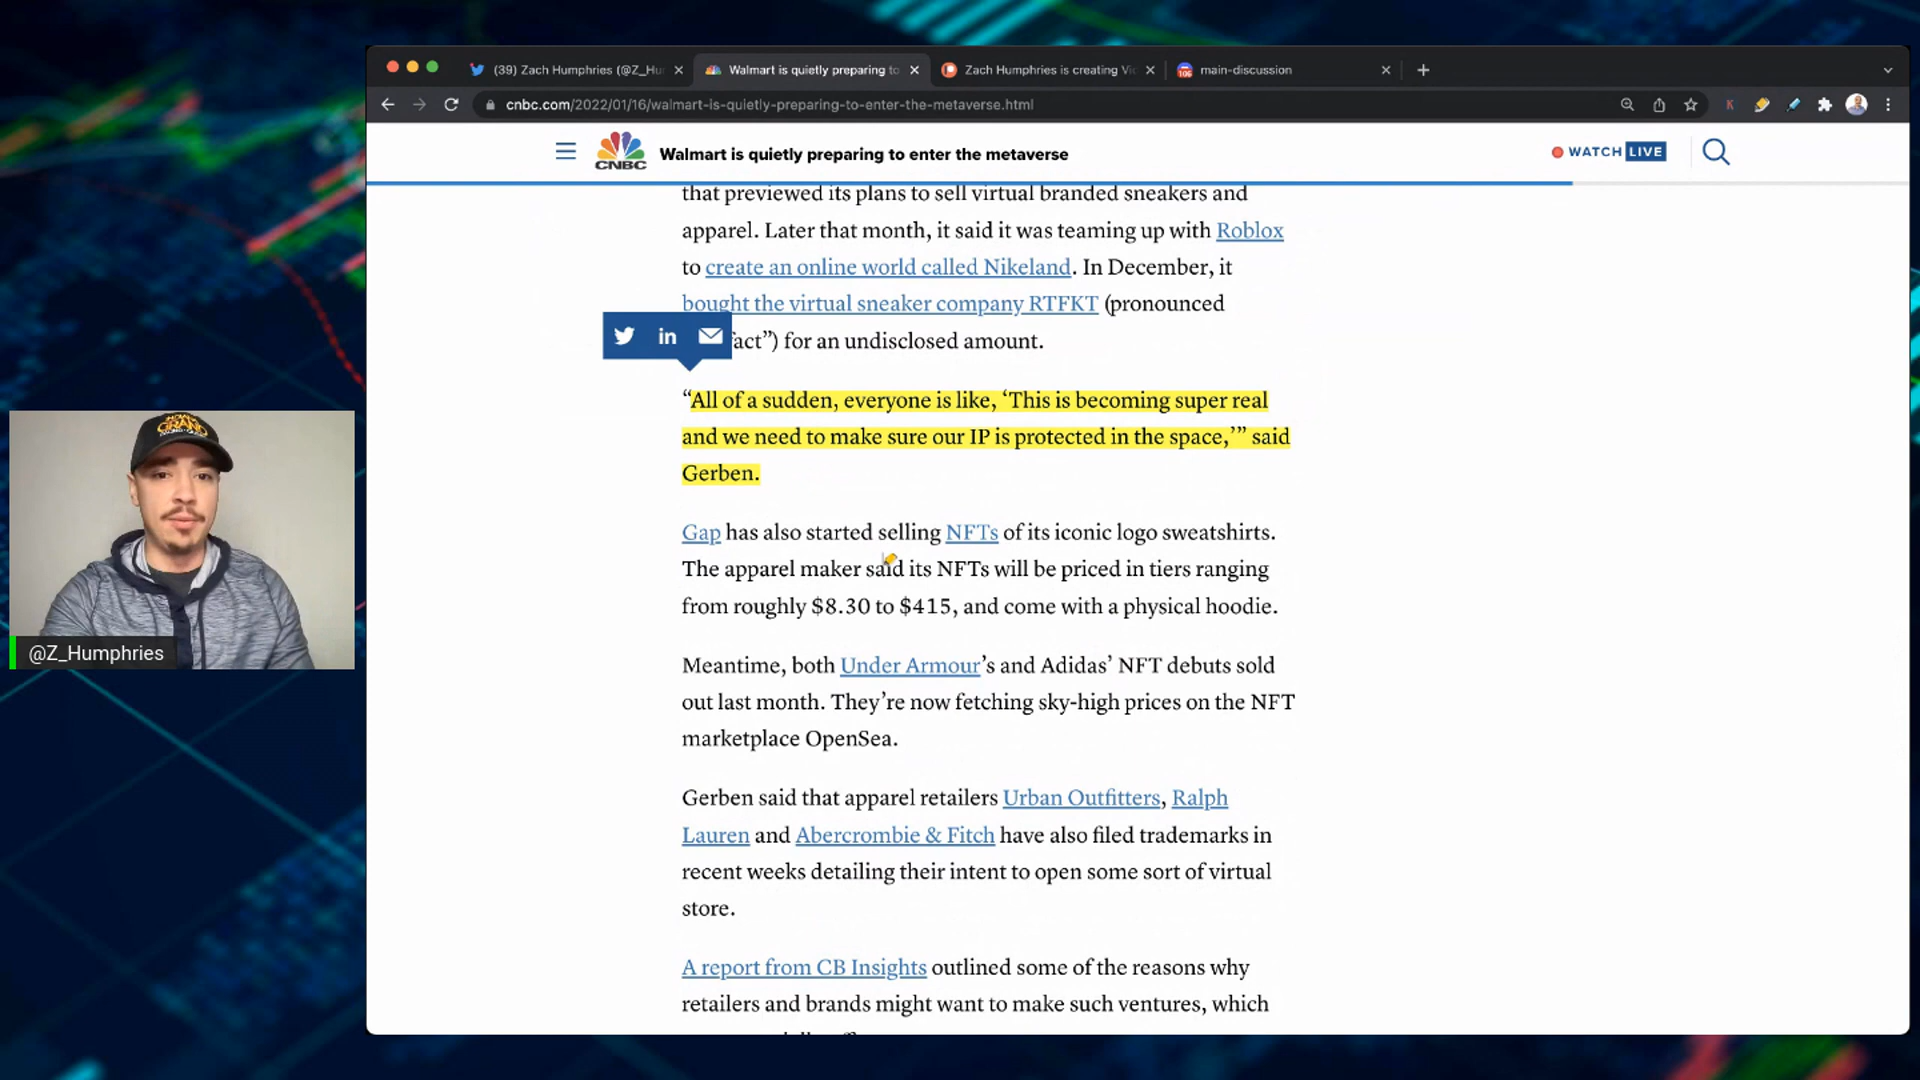 (39) Zach Humphries (@Z_Hu
Walmart is quietly preparing to
Zach Humphries is creating Vi
main-discussion
cnbc.com/2022/01/16/walmart-is-quietly-preparing-to-enter-the-metaverse.html
CNBC
Walmart is quietly preparing to enter the metaverse
WATCH LIVE
that previewed its plans to sell virtual branded sneakers and
apparel. Later that month, it said it was teaming up with Roblox
to create an online world called Nikeland. In December, it
bought the virtual sneaker company RTFKT (pronounced
in
fact”) for an undisclosed amount.
“All of a sudden, everyone is like, ‘This is becoming super real
and we need to make sure our IP is protected in the space,’” said
Gerben.
Gap has also started selling NFTs of its iconic logo sweatshirts.
The apparel maker said its NFTs will be priced in tiers ranging
from roughly $8.30 to $415, and come with a physical hoodie.
Meantime, both Under Armour’s and Adidas’ NFT debuts sold
out last month. They’re now fetching sky-high prices on the NFT
marketplace OpenSea.
Gerben said that apparel retailers Urban Outfitters, Ralph
Lauren and Abercrombie & Fitch have also filed trademarks in
recent weeks detailing their intent to open some sort of virtual
store.
A report from CB Insights outlined some of the reasons why
retailers and brands might want to make such ventures, which
@Z_Humphries